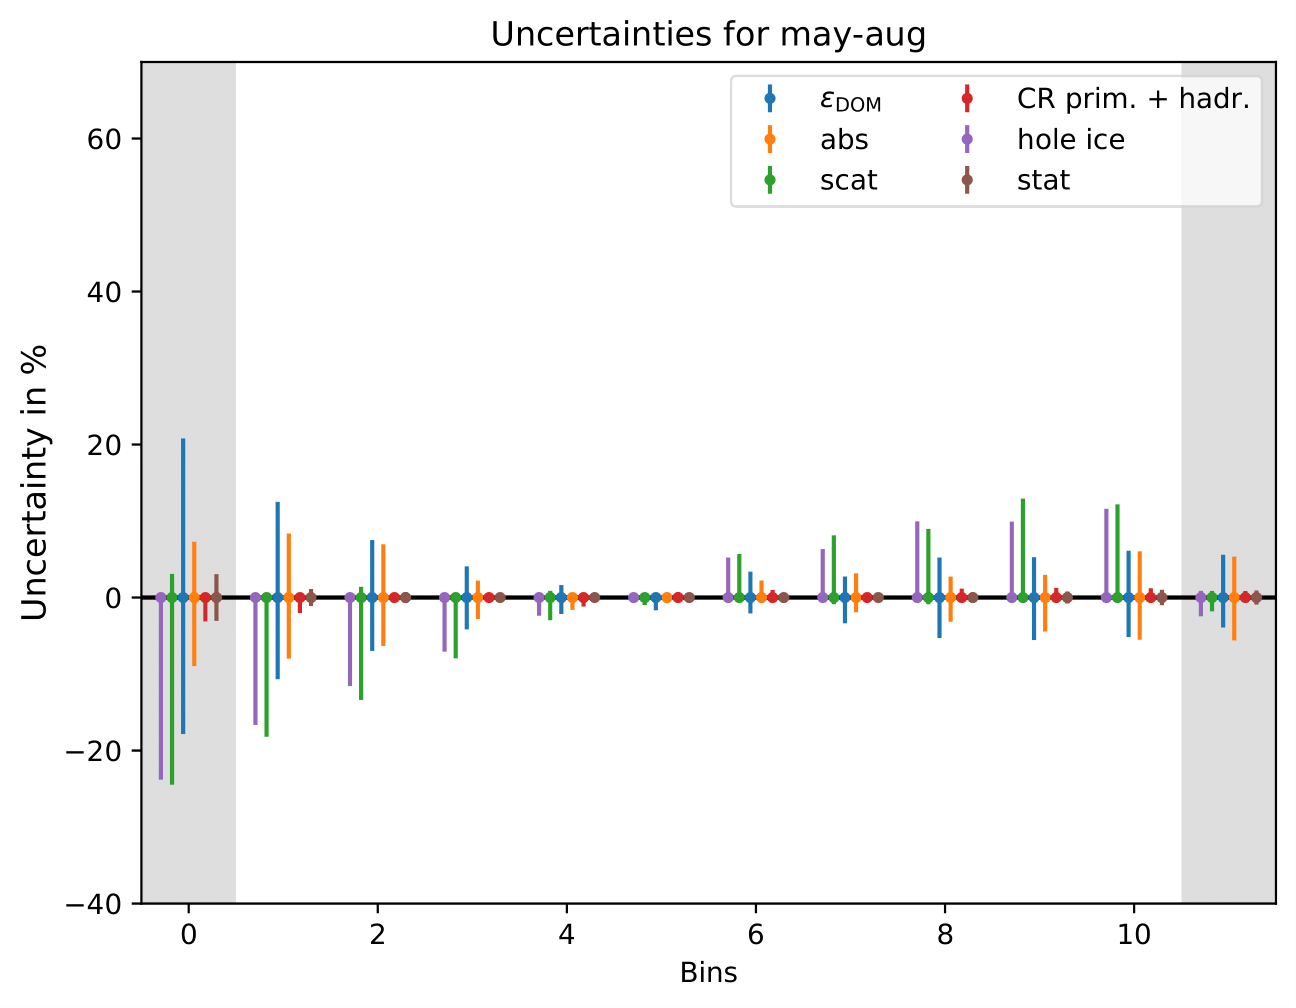 Uncertainties for may-aug
εDOM
abs
scat
CR prim. + hadr.
hole ice
stat
Uncertainty in %
60
40
20
0
−20
−40
0 2 4 6 8 10
Bins